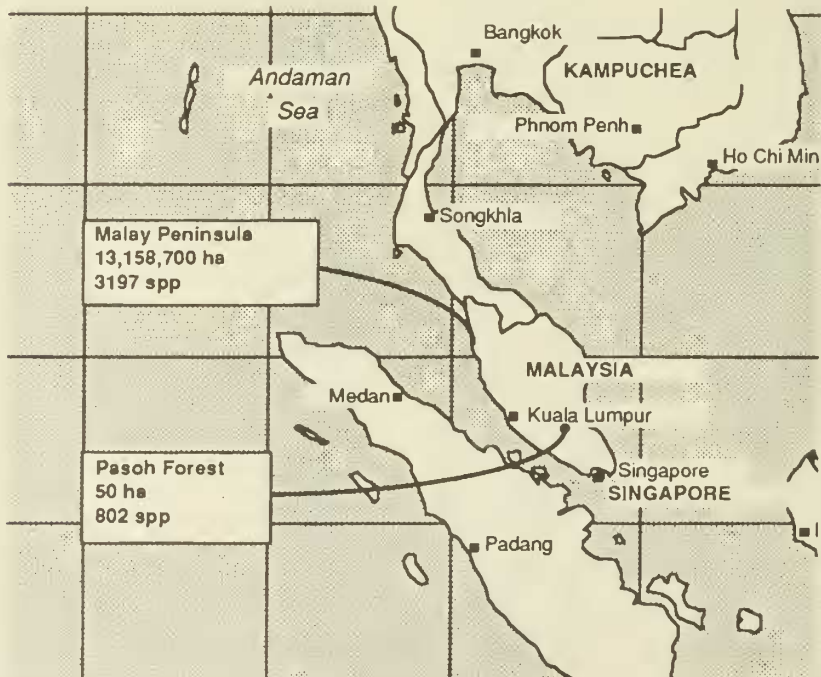 Bangkok
Andaman
Sea
KAMPUCHEA
Phnom Penh
Ho Chi Min
Songkhla
Malay Peninsula
13,158,700 ha
3197 spp
MALAYSIA
Medan
Kuala Lumpur
Pasoh Forest
50 ha
802 spp
Singapore
SINGAPORE
Padang